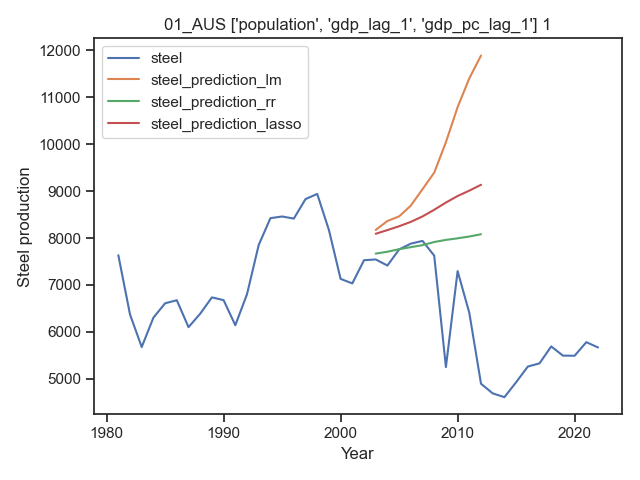 01_AUS ['population', 'gdp_lag_1', 'gdp_pc_lag_1'] 1
steel
steel_prediction_lm
steel_prediction_rr
steel_prediction_lasso
Steel production
12000
11000
10000
9000
8000
7000
6000
5000
1980
1990
2000
2010
2020
Year